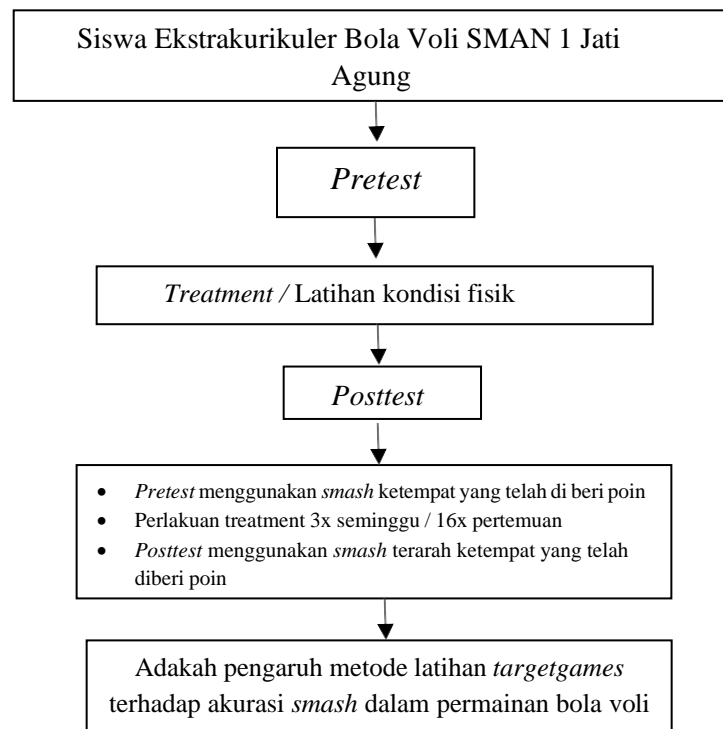 Siswa Ekstrakurikuler Bola Voli SMAN 1 Jati
Agung
Pretest
Treatment / Latihan kondisi fisik
Posttest
• Pretest menggunakan smash ketempat yang telah di beri poin
• Perlakuan treatment 3x seminggu / 16x pertemuan
• Posttest menggunakan smash terarah ketempat yang telah
diberi poin
Adakah pengaruh metode latihan targetgames
terhadap akurasi smash dalam permainan bola voli